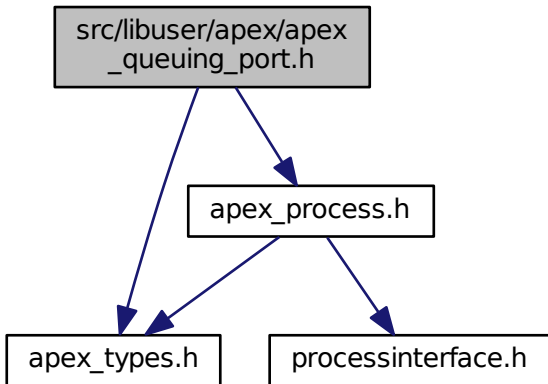 src/libuser/apex/apex
_queuing_port.h
apex_process.h
apex_types.h
processinterface.h